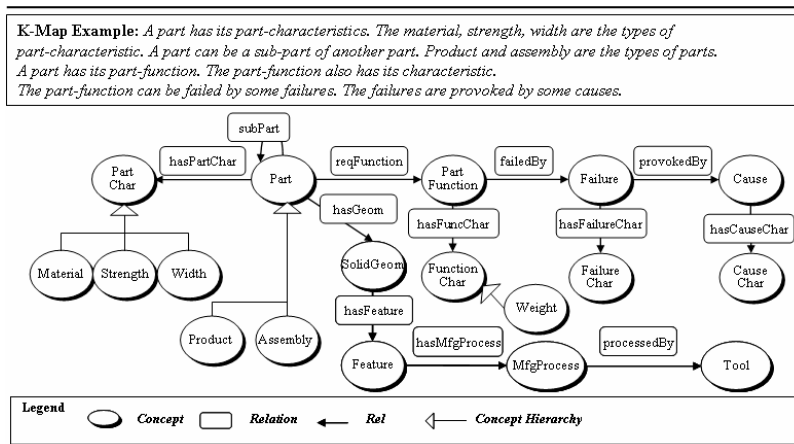 K-Map Example: A part has its part-characteristics. The material, strength, width are the types of
part-characteristic. A part can be a sub-part of another part. Product and assembly are the types of parts.
A part has its part-function. The part-function also has its characteristic.
The part-function can be failed by some failures. The failures are provoked by some causes.
subPart
hasPartChar
reqFunction
failedBy
provokedBy
Part
Char
Part
Part
Function
Failure
Cause
hasGeom
hasFuncChar
hasFailureChar
hasCauseChar
Material
Strength
Width
SolidGeom
Function
Char
Failure
Char
Cause
Char
Weight
hasFeature
Product
Assembly
hasMfgProcess
processedBy
Feature
MfgProcess
Tool
Legend
Concept
Relation
Rel
Concept Hierarchy